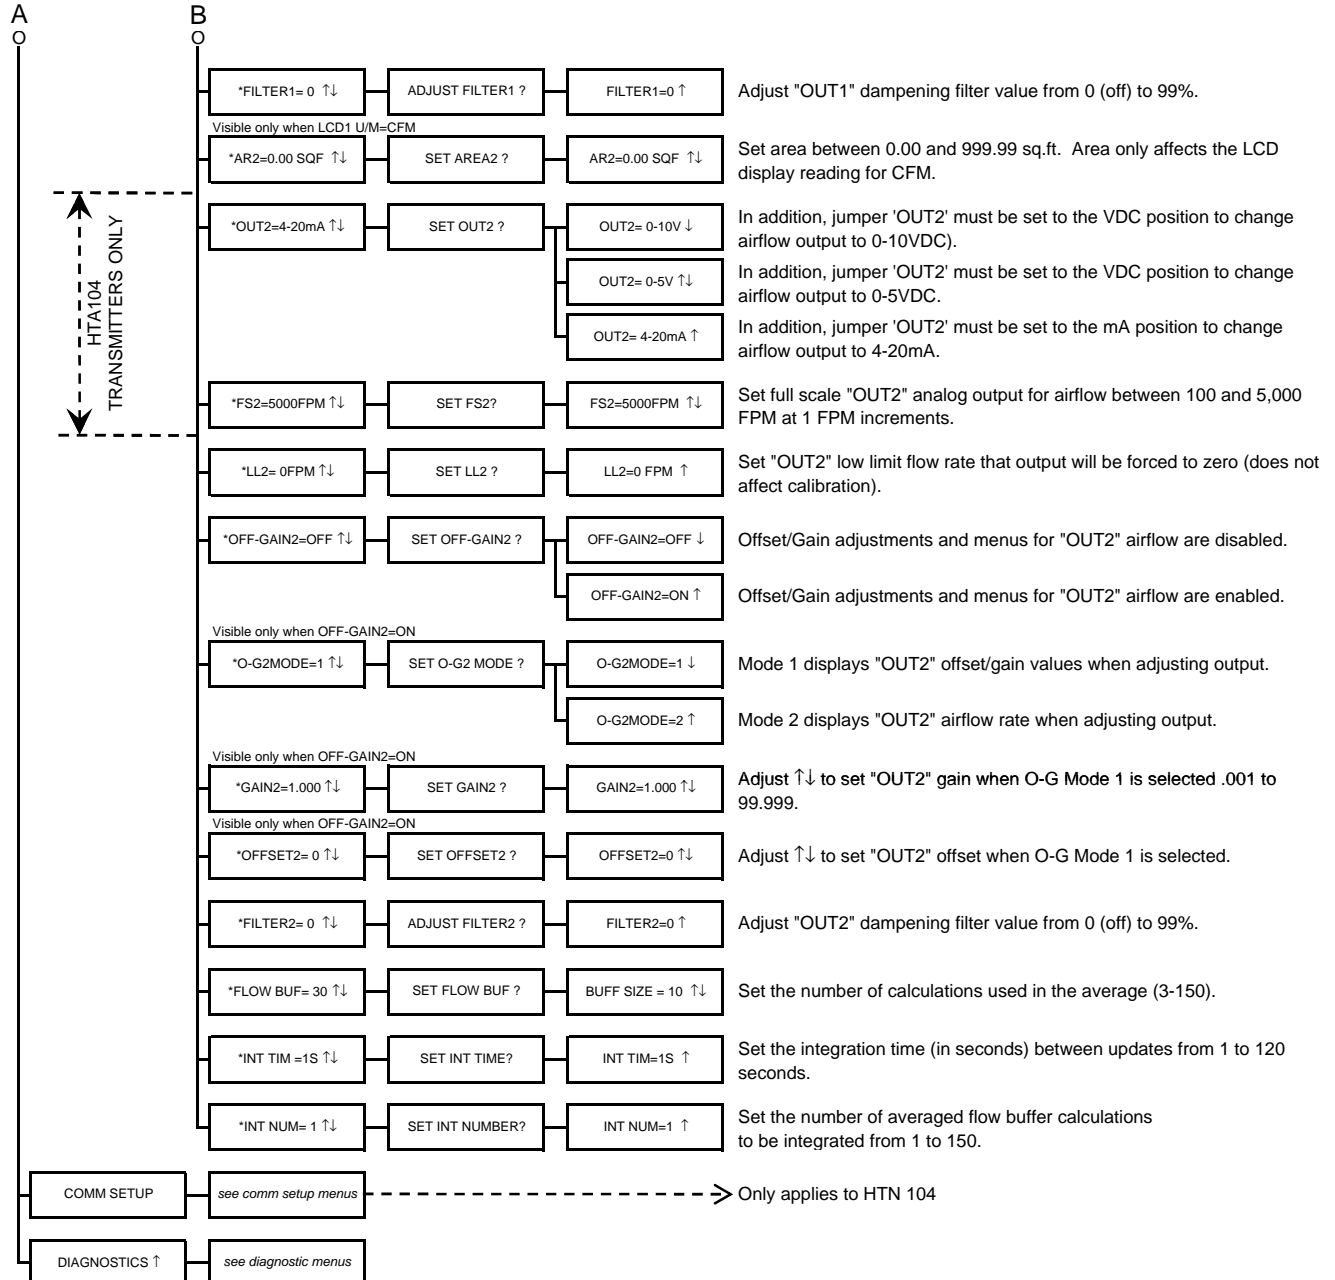 A
B
O
O
*FILTER1= 0 ↑↓
ADJUST FILTER1 ?
FILTER1=0 ↑
Adjust "OUT1" dampening filter value from 0 (off) to 99%.
Visible only when LCD1 U/M=CFM
*AR2=0.00 SQF ↑↓
SET AREA2 ?
AR2=0.00 SQF ↑↓
Set area between 0.00 and 999.99 sq.ft. Area only affects the LCD
display reading for CFM.
HTA104
TRANSMITTERS ONLY
*OUT2=4-20mA ↑↓
SET OUT2 ?
OUT2= 0-10V ↓
In addition, jumper 'OUT2' must be set to the VDC position to change
airflow output to 0-10VDC).
OUT2= 0-5V ↑↓
In addition, jumper 'OUT2' must be set to the VDC position to change
airflow output to 0-5VDC.
OUT2= 4-20mA ↑
In addition, jumper 'OUT2' must be set to the mA position to change
airflow output to 4-20mA.
*FS2=5000FPM ↑↓
SET FS2?
FS2=5000FPM ↑↓
Set full scale "OUT2" analog output for airflow between 100 and 5,000
FPM at 1 FPM increments.
*LL2= 0FPM ↑↓
SET LL2 ?
LL2=0 FPM ↑
Set "OUT2" low limit flow rate that output will be forced to zero (does not
affect calibration).
*OFF-GAIN2=OFF ↑↓
SET OFF-GAIN2 ?
OFF-GAIN2=OFF ↓
Offset/Gain adjustments and menus for "OUT2" airflow are disabled.
OFF-GAIN2=ON ↑
Offset/Gain adjustments and menus for "OUT2" airflow are enabled.
Visible only when OFF-GAIN2=ON
*O-G2MODE=1 ↑↓
SET O-G2 MODE ?
O-G2MODE=1 ↓
Mode 1 displays "OUT2" offset/gain values when adjusting output.
O-G2MODE=2 ↑
Mode 2 displays "OUT2" airflow rate when adjusting output.
Visible only when OFF-GAIN2=ON
*GAIN2=1.000 ↑↓
SET GAIN2 ?
GAIN2=1.000 ↑↓
Adjust ↑↓ to set "OUT2" gain when O-G Mode 1 is selected .001 to
99.999.
Visible only when OFF-GAIN2=ON
*OFFSET2= 0 ↑↓
SET OFFSET2 ?
OFFSET2=0 ↑↓
Adjust ↑↓ to set "OUT2" offset when O-G Mode 1 is selected.
*FILTER2= 0 ↑↓
ADJUST FILTER2 ?
FILTER2=0 ↑
Adjust "OUT2" dampening filter value from 0 (off) to 99%.
*FLOW BUF= 30 ↑↓
SET FLOW BUF ?
BUFF SIZE = 10 ↑↓
Set the number of calculations used in the average (3-150).
*INT TIM =1S ↑↓
SET INT TIME?
INT TIM=1S ↑
Set the integration time (in seconds) between updates from 1 to 120
seconds.
*INT NUM= 1 ↑↓
SET INT NUMBER?
INT NUM=1 ↑
Set the number of averaged flow buffer calculations
to be integrated from 1 to 150.
COMM SETUP
see comm setup menus
Only applies to HTN 104
DIAGNOSTICS ↑
see diagnostic menus